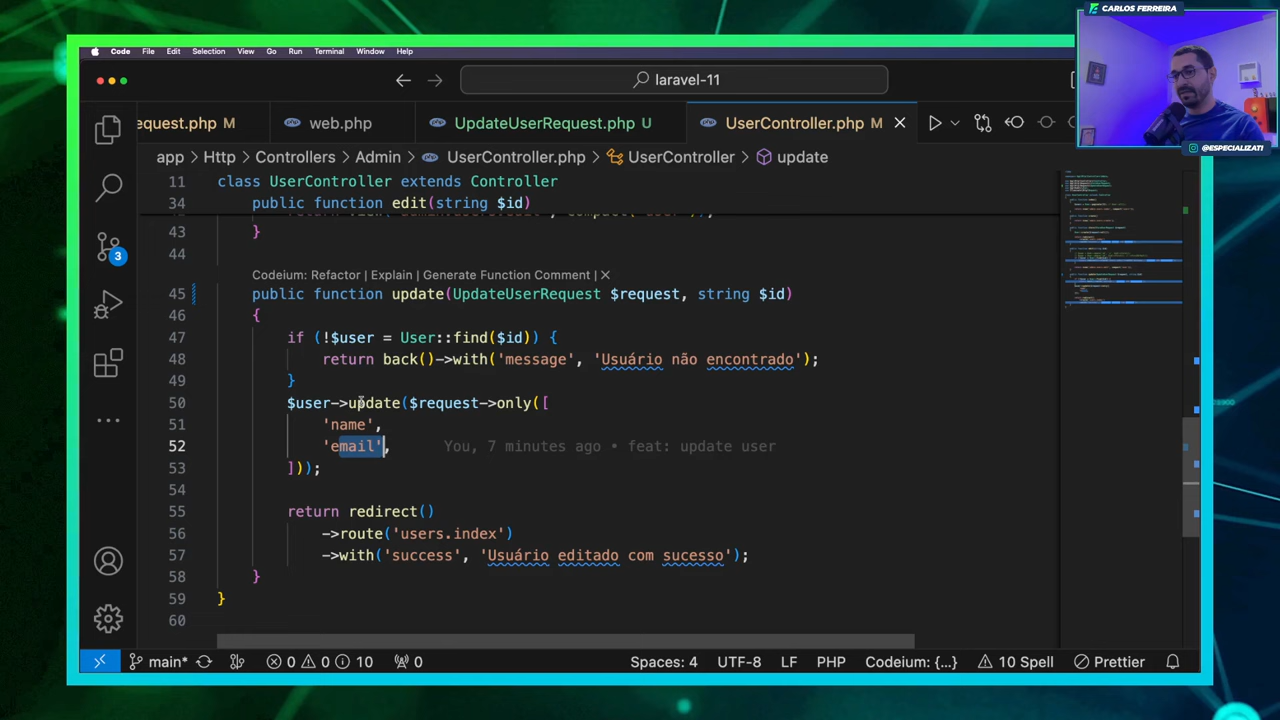 CARLOS FERREIRA
Code File Edit Selection View Go Run Terminal Window Help
laravel-11
equest.php M web.php UpdateUserRequest.php U UserController.php M
@ESPECIALIZATI
app > Http > Controllers > Admin > UserController.php > UserController > update
11 class UserController extends Controller
34 public function edit(string $id)
43 }
44
Codeium: Refactor | Explain | Generate Function Comment | ×
45 public function update(UpdateUserRequest $request, string $id)
46 {
47 if (!$user = User::find($id)) {
48 return back()->with('message', 'Usuário não encontrado');
49 }
50 $user->update($request->only([
51 'name',
52 'email', You, 7 minutes ago • feat: update user
53 ]));
54
55 return redirect()
56 ->route('users.index')
57 ->with('success', 'Usuário editado com sucesso');
58 }
59 }
60
3
main* 0 0 10 0 Spaces: 4 UTF-8 LF PHP Codeium: {...} 10 Spell Prettier